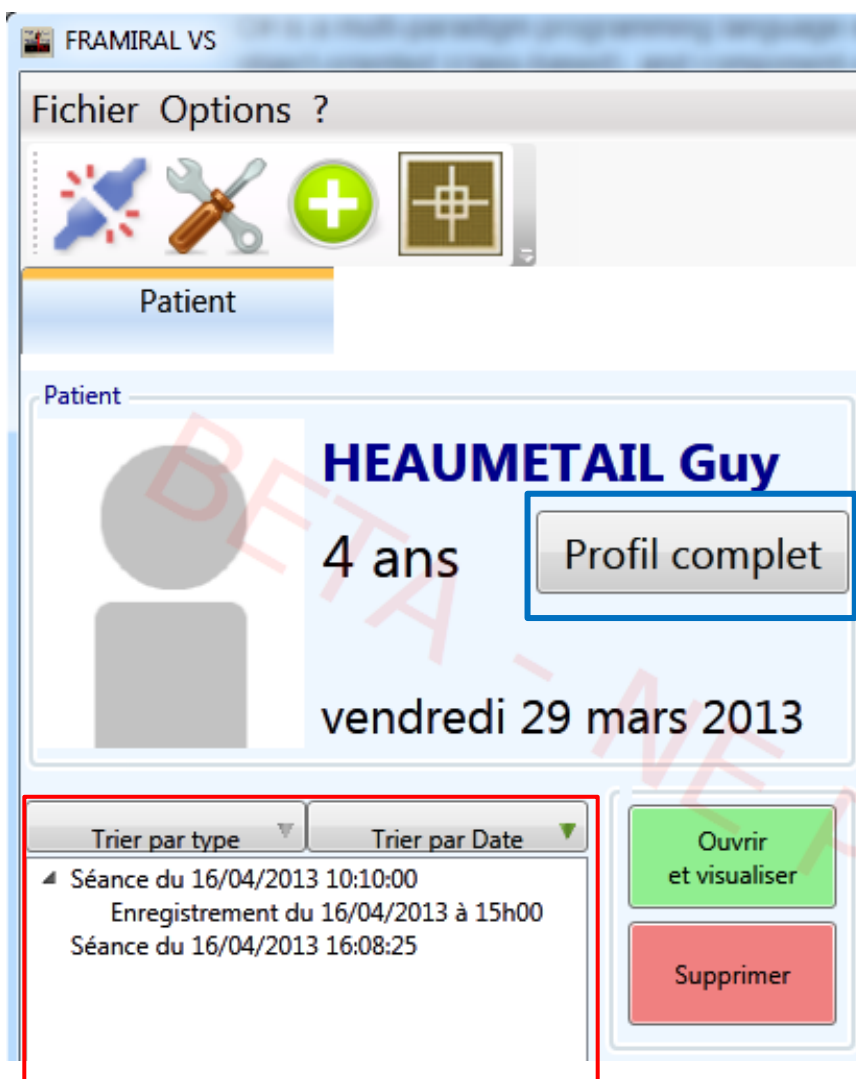 FRAMIRAL VS
Fichier Options ?
Patient
Patient
HEAUMETAIL Guy
4 ans
Profil complet
vendredi 29 mars 2013
BETA - NE P
Trier par type
Trier par Date
Séance du 16/04/2013 10:10:00
Enregistrement du 16/04/2013 à 15h00
Séance du 16/04/2013 16:08:25
Ouvrir
et visualiser
Supprimer